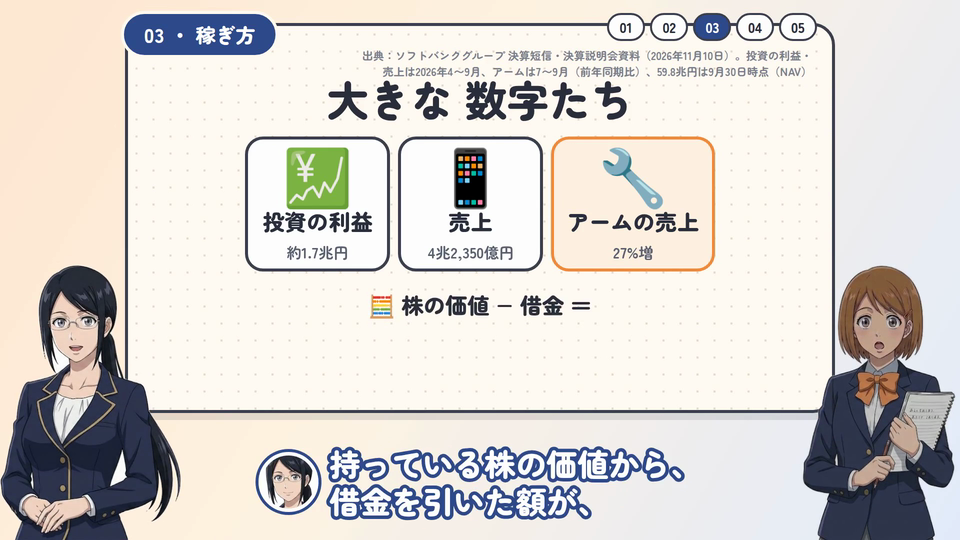 03 ・ 稼ぎ方
01 02 03 04 05
出典：ソフトバンクグループ 決算短信・決算説明会資料（2026年11月10日）。投資の利益・
売上は2026年4〜9月、アームは7〜9月（前年同期比）、59.8兆円は9月30日時点（NAV）
大きな 数字たち
投資の利益
約1.7兆円
売上
4兆2,350億円
アームの売上
27%増
株の価値 − 借金 ＝
持っている株の価値から、
借金を引いた額が、